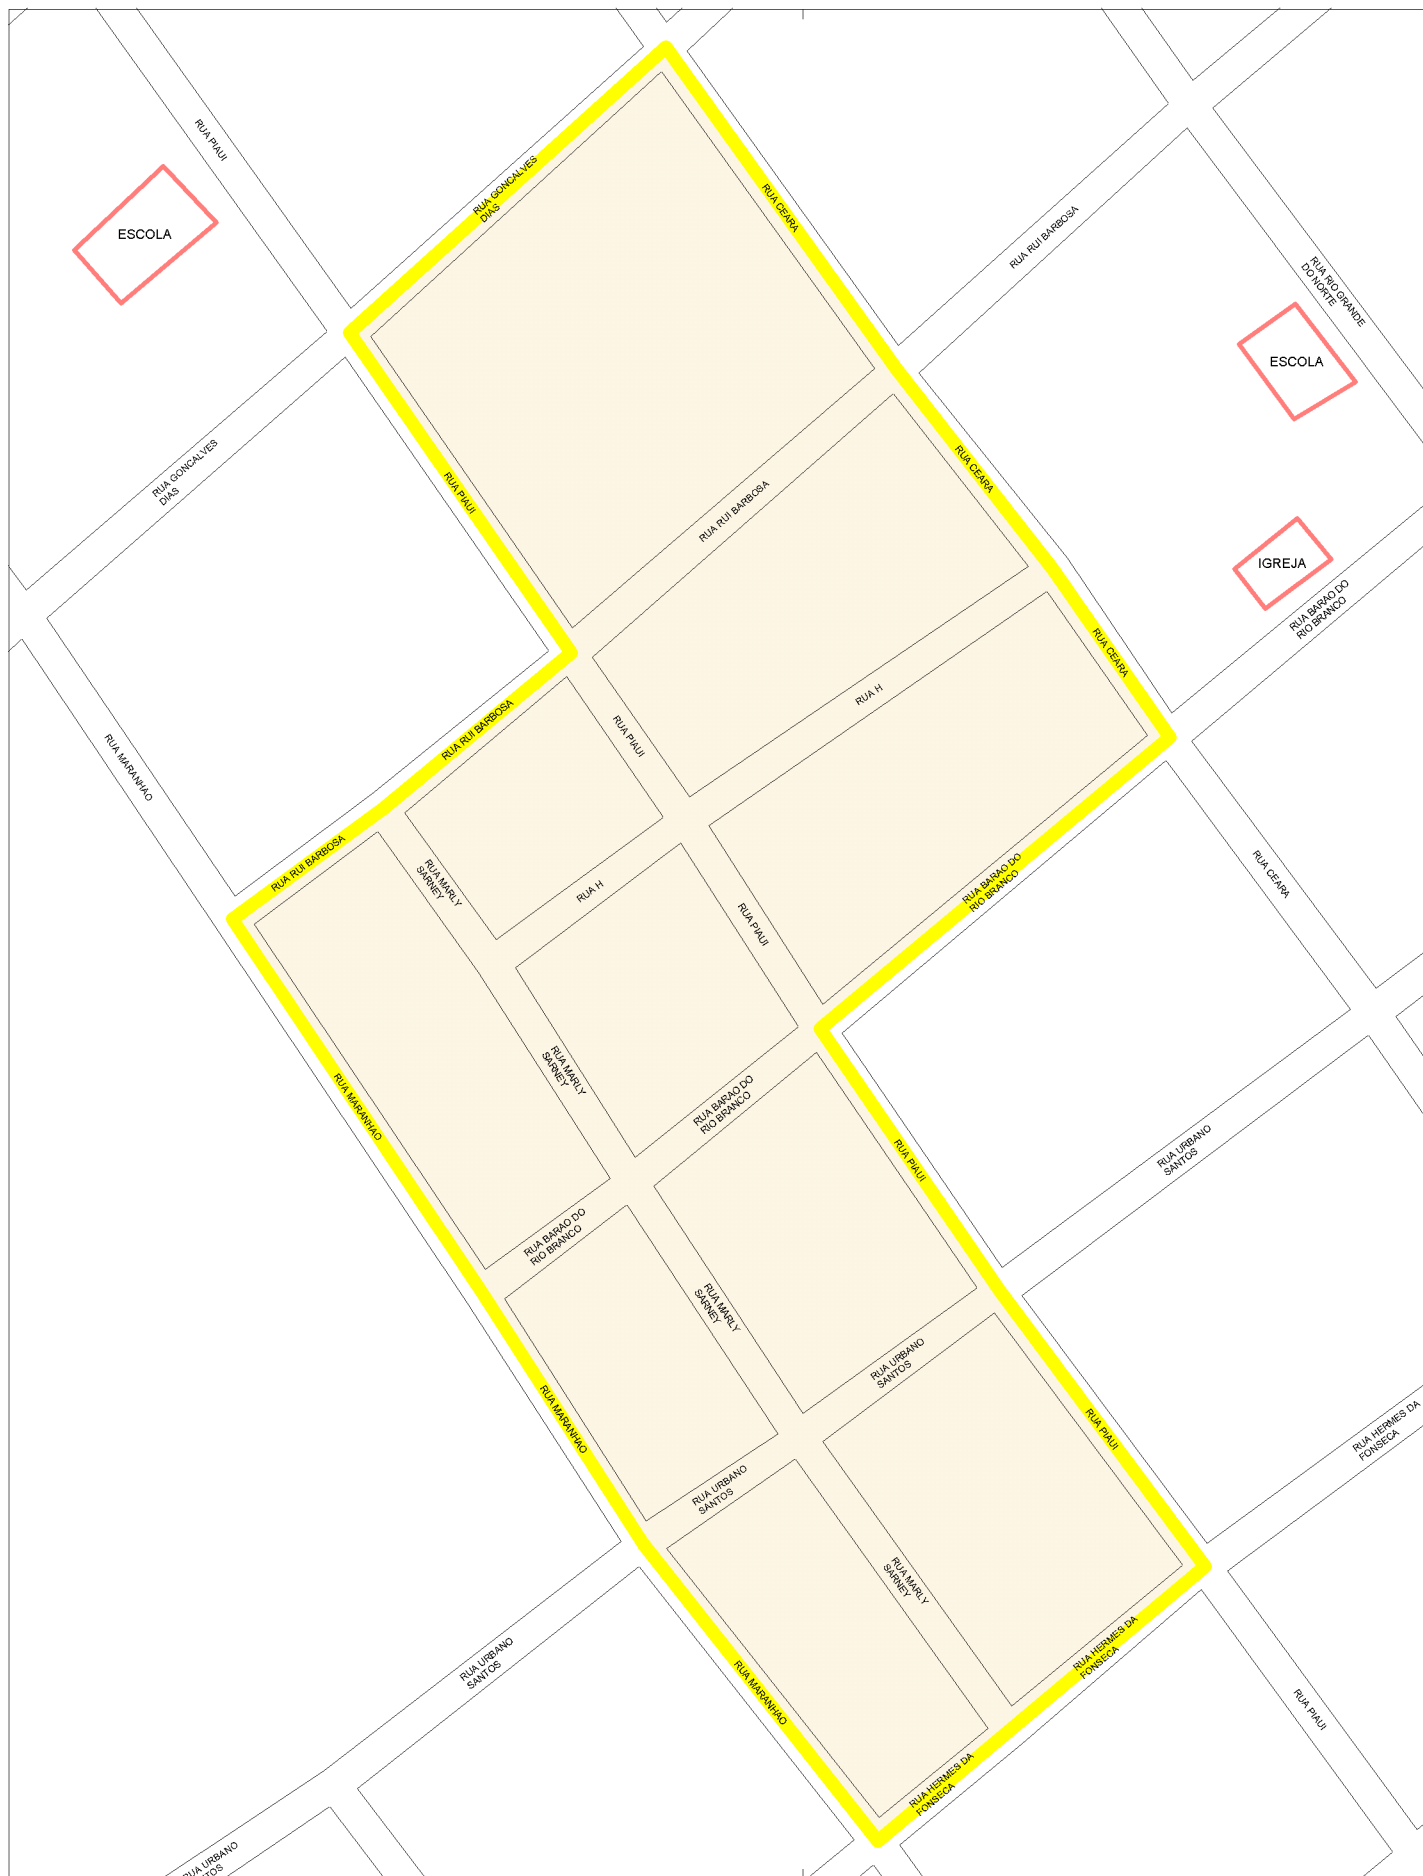 RUA PIAUI
RUA GONCALVES
DIAS
RUA CEARA
ESCOLA
RUA RUI BARBOSA
RUA RIO GRANDE
DO NORTE
ESCOLA
RUA GONCALVES
DIAS
RUA PIAUI
RUA CEARA
RUA RUI BARBOSA
IGREJA
RUA BARAO DO
RIO BRANCO
RUA CEARA
RUA H
RUA RUI BARBOSA
RUA PIAUI
RUA MARANHAO
RUA RUI BARBOSA
RUA MARLY
SARNEY
RUA H
RUA BARAO DO
RIO BRANCO
RUA CEARA
RUA PIAUI
RUA MARLY
SARNEY
RUA MARANHAO
RUA BARAO DO
RIO BRANCO
RUA PIAUI
RUA URBANO
SANTOS
RUA BARAO DO
RIO BRANCO
RUA MARLY
SARNEY
RUA URBANO
SANTOS
RUA MARANHAO
RUA PIAUI
RUA HERMES DA
FONSECA
RUA URBANO
SANTOS
RUA MARLY
SARNEY
RUA URBANO
SANTOS
RUA HERMES DA
FONSECA
RUA MARANHAO
RUA PIAUI
RUA HERMES DA
FONSECA
RUA URBANO